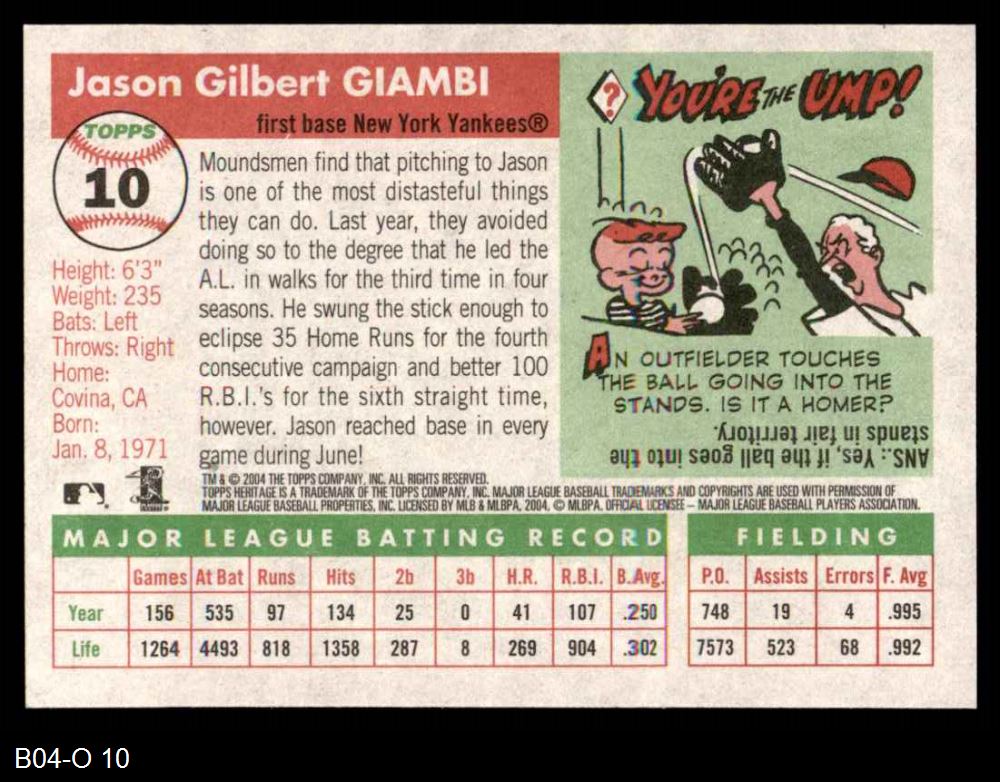 Jason Gilbert GIAMBI
first base New York Yankees®
TOPPS
10
Height: 6'3"
Weight: 235
Bats: Left
Throws: Right
Home:
Covina, CA
Born:
Jan. 8, 1971
Moundsmen find that pitching to Jason
is one of the most distasteful things
they can do. Last year, they avoided
doing so to the degree that he led the
A.L. in walks for the third time in four
seasons. He swung the stick enough to
eclipse 35 Home Runs for the fourth
consecutive campaign and better 100
R.B.I.'s for the sixth straight time,
however. Jason reached base in every
game during June!
?
YOU'RE THE UMP!
AN OUTFIELDER TOUCHES
THE BALL GOING INTO THE
STANDS. IS IT A HOMER?
ANS.: Yes, if the ball goes into the
stands in fair territory.
TM & © 2004 THE TOPPS COMPANY, INC. ALL RIGHTS RESERVED.
TOPPS HERITAGE IS A TRADEMARK OF THE TOPPS COMPANY, INC. MAJOR LEAGUE BASEBALL TRADEMARKS AND COPYRIGHTS ARE USED WITH PERMISSION OF
MAJOR LEAGUE BASEBALL PROPERTIES, INC. LICENSED BY MLB & MLBPA, 2004. © MLBPA. OFFICIAL LICENSEE – MAJOR LEAGUE BASEBALL PLAYERS ASSOCIATION.
MAJOR LEAGUE BATTING RECORD FIELDING
Games At Bat Runs Hits 2b 3b H.R. R.B.I. B.Avg. P.O. Assists Errors F. Avg
Year 156 535 97 134 25 0 41 107 .250 748 19 4 .995
Life 1264 4493 818 1358 287 8 269 904 .302 7573 523 68 .992
B04-O 10